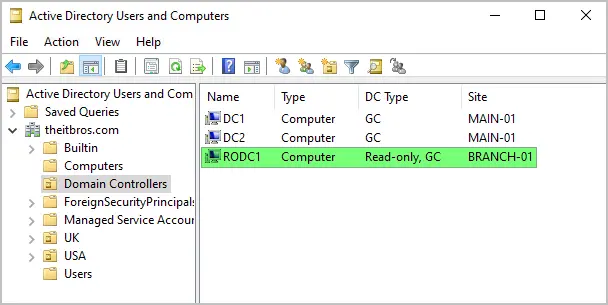 Active Directory Users and Computers
File Action View Help
Active Directory Users and Com
Saved Queries
theitbros.com
Builtin
Computers
Domain Controllers
ForeignSecurityPrincipals
Managed Service Accour
UK
USA
Users
Name Type DC Type Site
DC1 Computer GC MAIN-01
DC2 Computer GC MAIN-01
RODC1 Computer Read-only, GC BRANCH-01